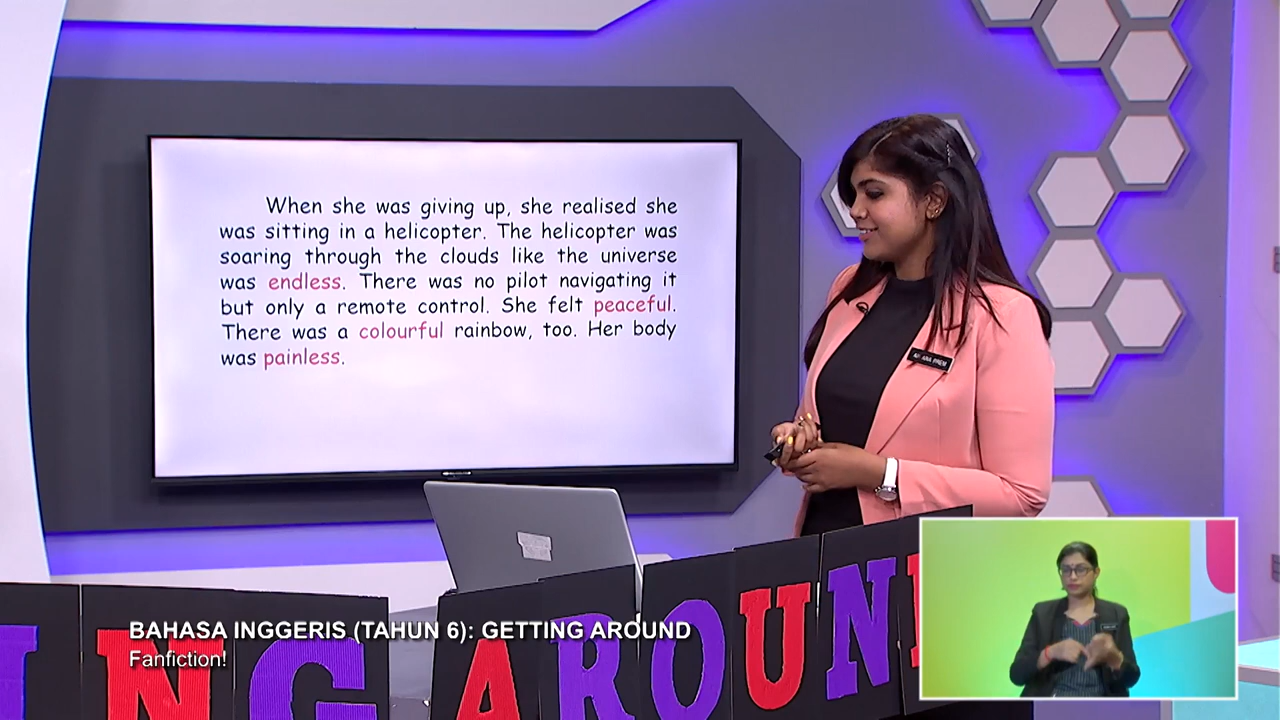 When she was giving up, she realised she
was sitting in a helicopter. The helicopter was
soaring through the clouds like the universe
was endless. There was no pilot navigating it
but only a remote control. She felt peaceful.
There was a colourful rainbow, too. Her body
was painless.
NG AROUN
BAHASA INGGERIS (TAHUN 6): GETTING AROUND
Fanfiction!